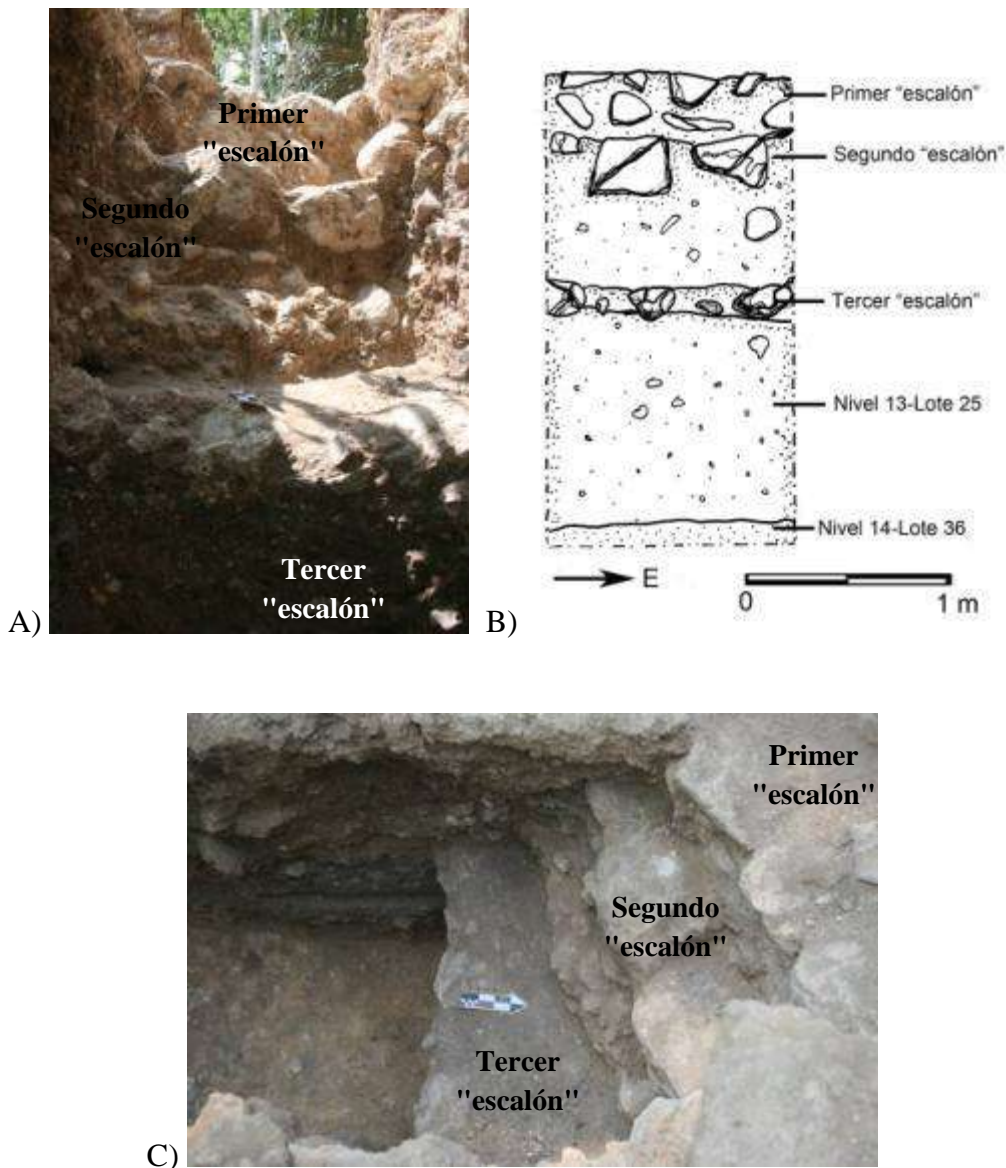 Primer
"escalón"
Segundo
"escalón"
Tercer
"escalón"
A)
Primer "escalón"
Segundo "escalón"
Tercer "escalón"
Nivel 13-Lote 25
Nivel 14-Lote 36
E
0 1 m
B)
Primer
"escalón"
Segundo
"escalón"
Tercer
"escalón"
C)